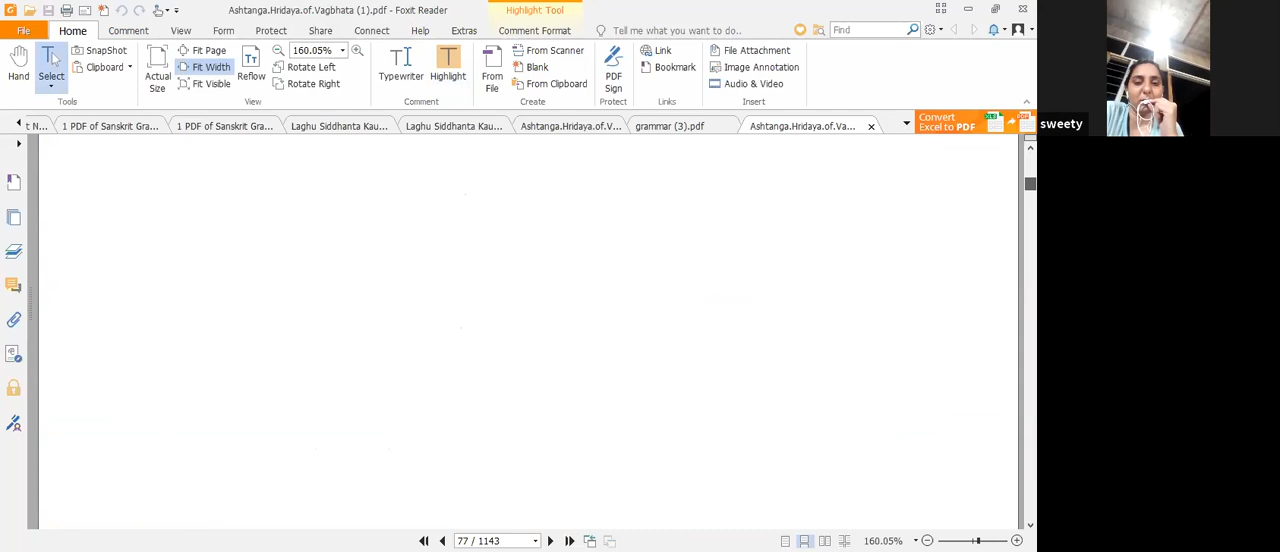 Ashtanga.Hridaya.of.Vagbhata (1).pdf - Foxit Reader
Highlight Tool
File
Home
Comment
View
Form
Protect
Share
Connect
Help
Extras
Comment Format
Tell me what you want to do..
Find
Hand
Select
SnapShot
Clipboard
Tools
Actual Size
Fit Page
Fit Width
Fit Visible
Reflow
160.05%
Rotate Left
Rotate Right
View
Typewriter
Highlight
Comment
From File
From Scanner
Blank
From Clipboard
Create
PDF Sign
Protect
Link
Bookmark
Links
File Attachment
Image Annotation
Audio & Video
Insert
t N...
1 PDF of Sanskrit Gra...
1 PDF of Sanskrit Gra...
Laghu Siddhanta Kau...
Laghu Siddhanta Kau...
Ashtanga.Hridaya.of.V...
grammar (3).pdf
Ashtanga.Hridaya.of.Va...
Convert
Excel to PDF
sweety
77 / 1143
160.05%